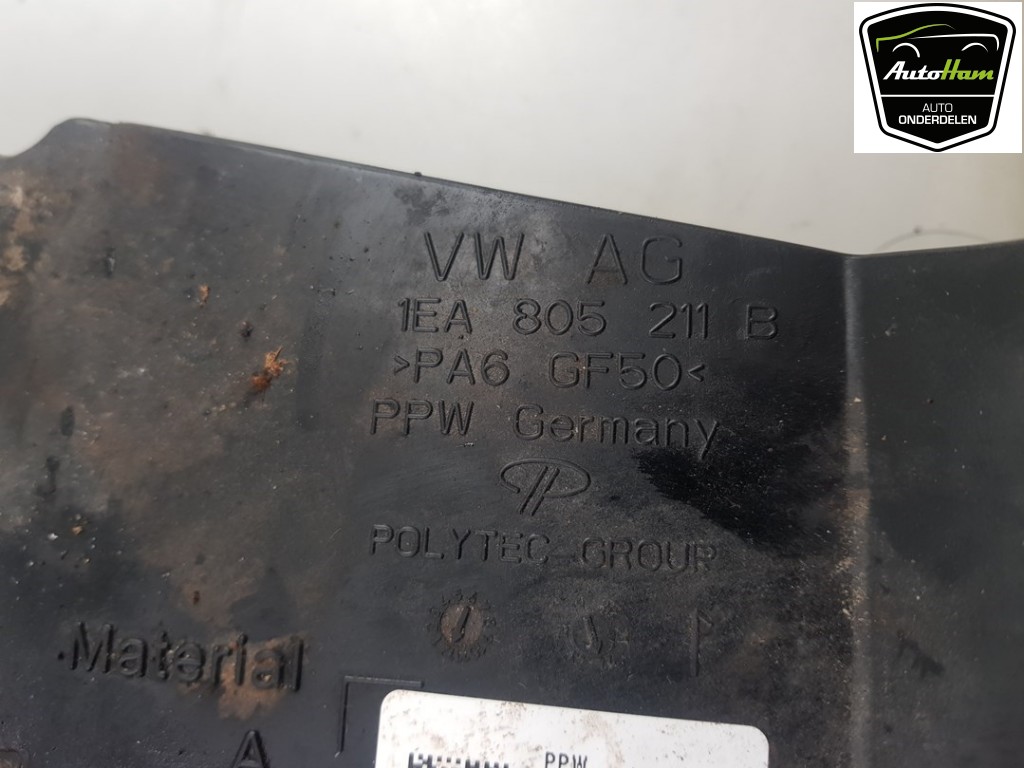 AutoHam
AUTO
ONDERDELEN
VW AG
1EA 805 211 B
>PA6 GF50<
PPW Germany
POLYTEC-GROUP
Material
A
PPW